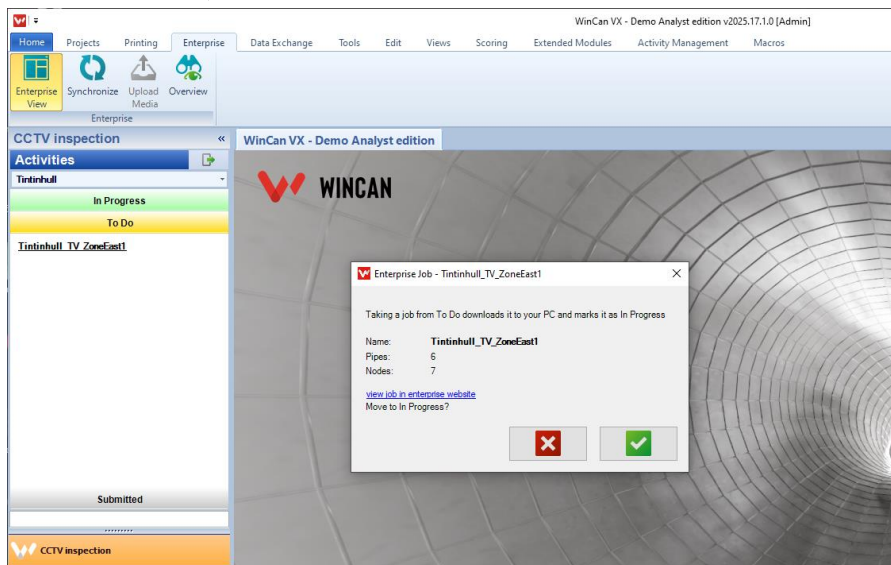 WinCan VX - Demo Analyst edition v2025.17.1.0 [Admin]
Home Projects Printing Enterprise Data Exchange Tools Edit Views Scoring Extended Modules Activity Management Macros
Enterprise View Synchronize Upload Media Overview
Enterprise
CCTV inspection «
WinCan VX - Demo Analyst edition
Activities
Tintinhull
In Progress
To Do
Tintinhull_TV_ZoneEast1
WINCAN
Enterprise Job - Tintinhull_TV_ZoneEast1
Taking a job from To Do downloads it to your PC and marks it as In Progress
Name: Tintinhull_TV_ZoneEast1
Pipes: 6
Nodes: 7
view job in enterprise website
Move to In Progress?
Submitted
CCTV inspection